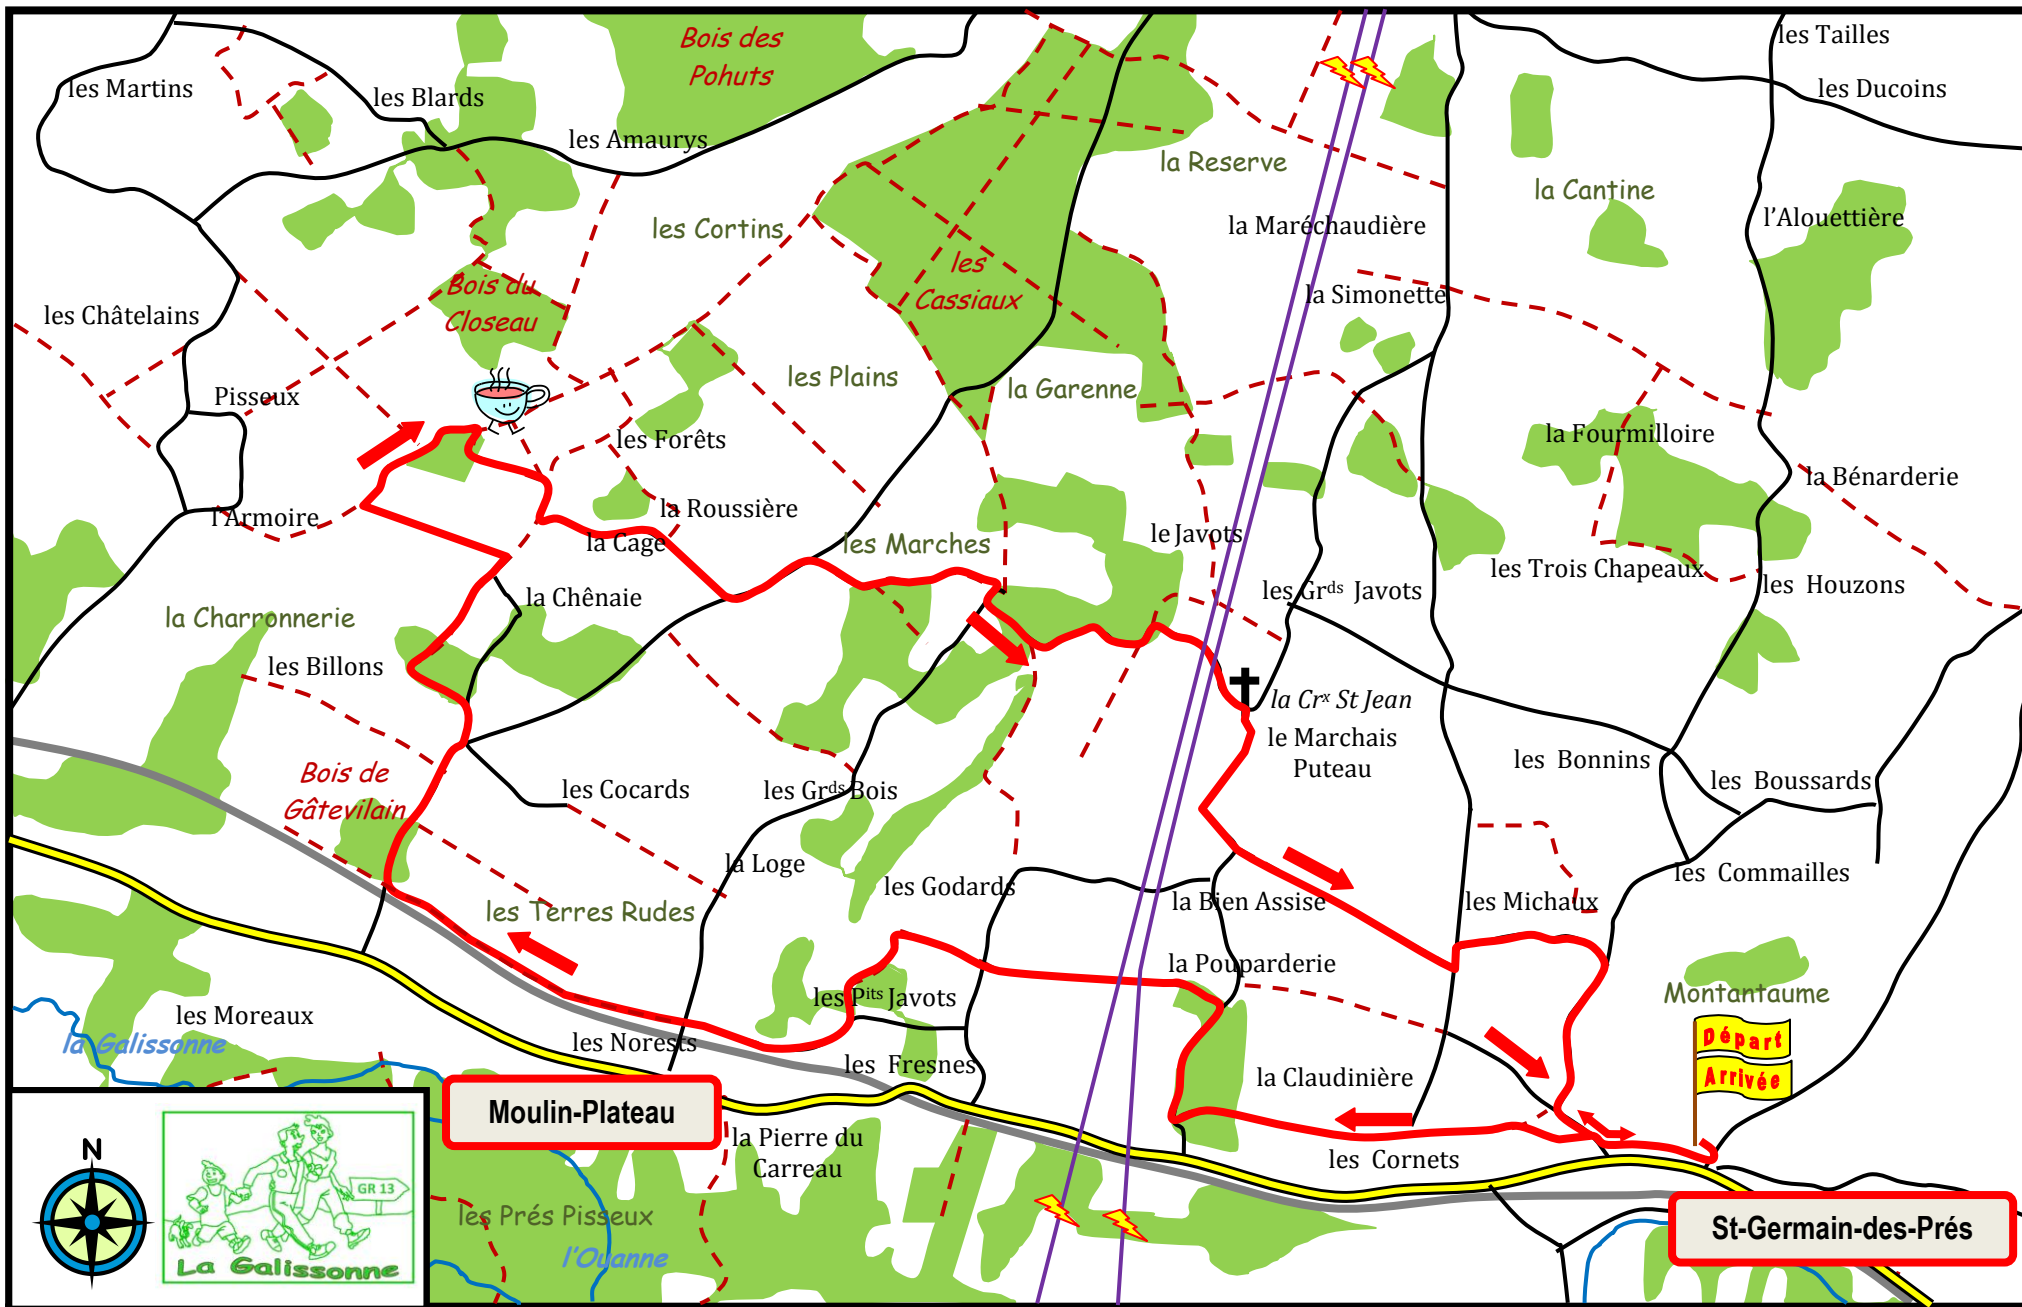 Bois des
Pohuts
les Tailles
les Martins
les Blards
les Ducoins
les Amaurys
la Reserve
la Cantine
les Cortins
la Maréchaudière
l'Alouettière
les
Cassiaux
Bois du
Closeau
les Châtelains
la Simonette
Pisseux
les Plains
la Garenne
les Forêts
la Fourmilloire
la Bénarderie
l'Armoire
la Roussière
la Cage
les Marches
le Javots
les Trois Chapeaux
les Houzons
la Chênaie
les Grds Javots
la Charronnerie
les Billons
la Crx St Jean
le Marchais
Puteau
Bois de
Gâtevilain
les Cocards
les Grds Bois
les Bonnins
les Boussards
la Loge
les Godards
la Bien Assise
les Michaux
les Commailles
les Terres Rudes
la Pouparderie
Montantaume
les Pits Javots
les Moreaux
la Galissonne
les Norests
les Fresnes
la Claudinière
Départ
Arrivée
Moulin-Plateau
la Pierre du
Carreau
les Cornets
N
GR 13
La Galissonne
les Prés Pisseux
l'Ouanne
St-Germain-des-Prés